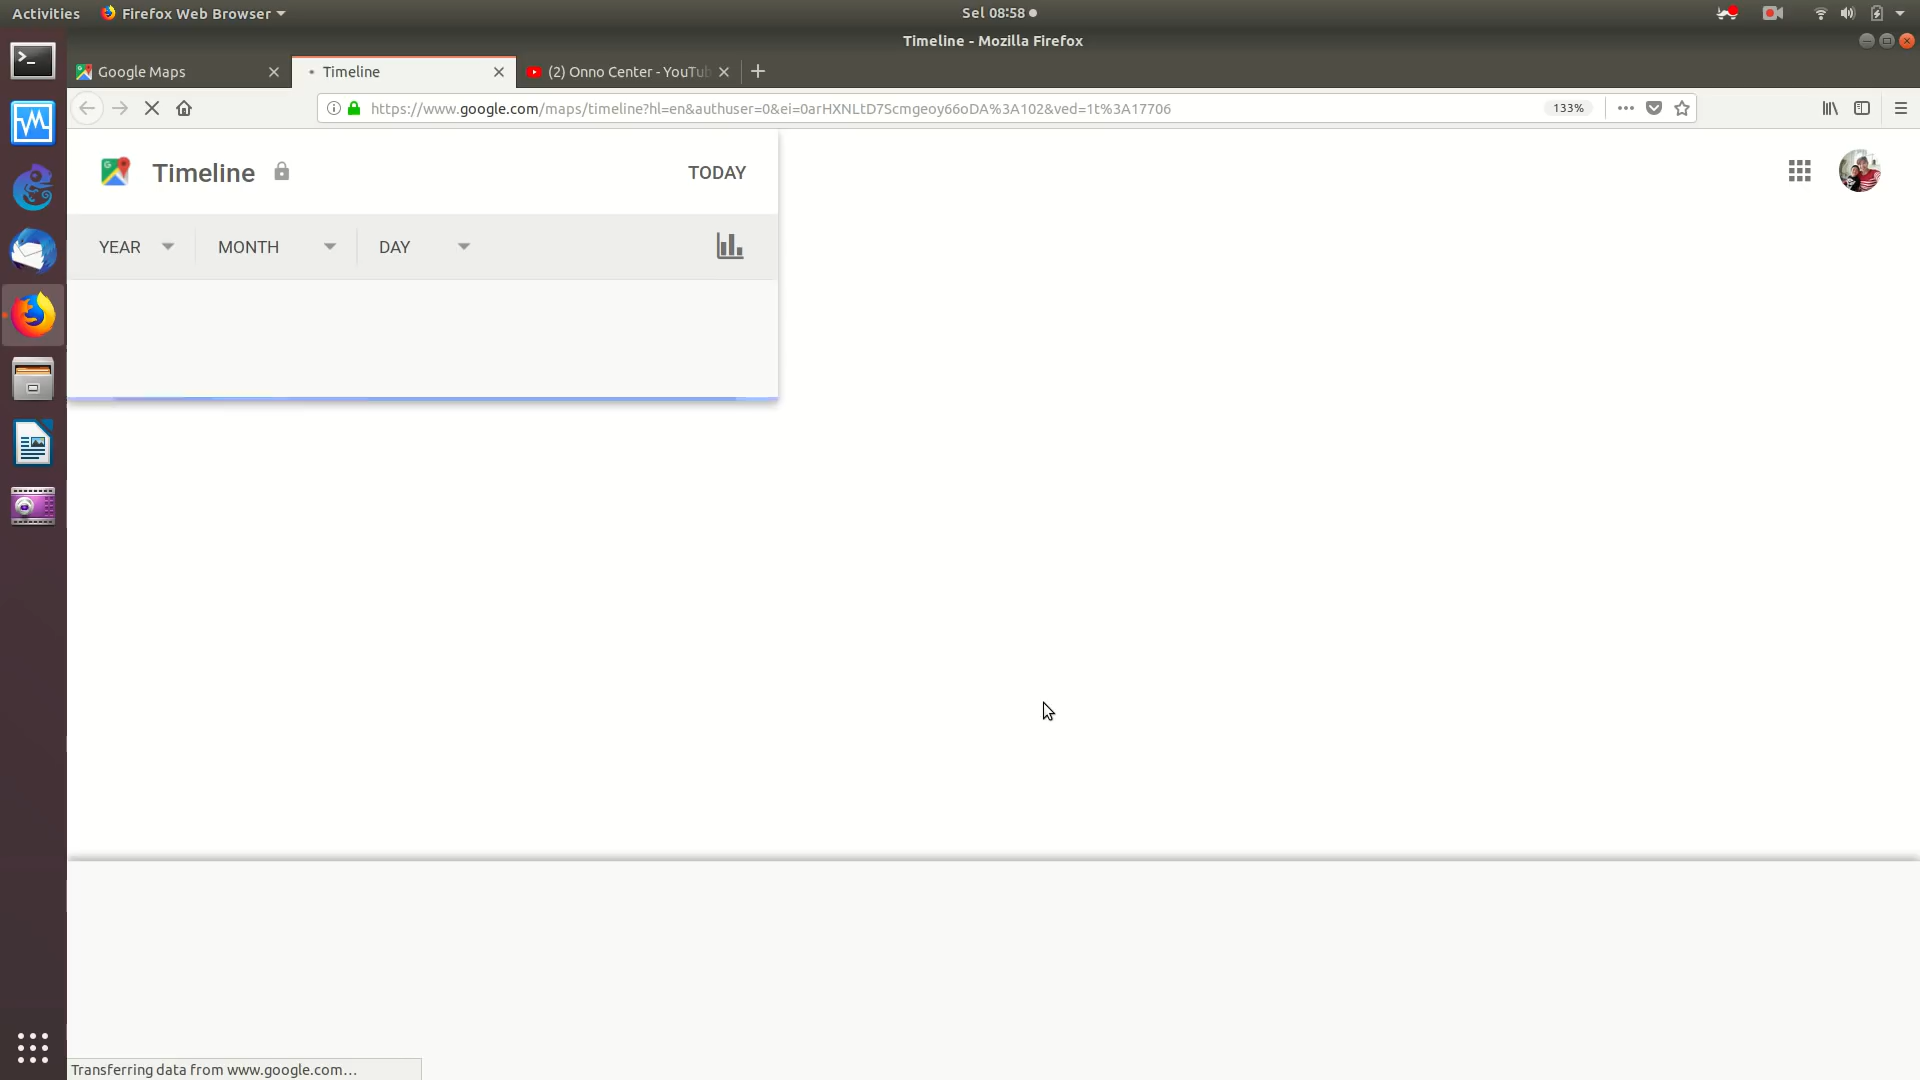 Activities
Firefox Web Browser
Sel 08:58
Timeline - Mozilla Firefox
Google Maps
Timeline
(2) Onno Center - YouTub
https://www.google.com/maps/timeline?hl=en&authuser=0&ei=0arHXNLtD7Scmgeoy66oDA%3A102&ved=1t%3A17706
133%
Timeline
TODAY
YEAR
MONTH
DAY
Transferring data from www.google.com…